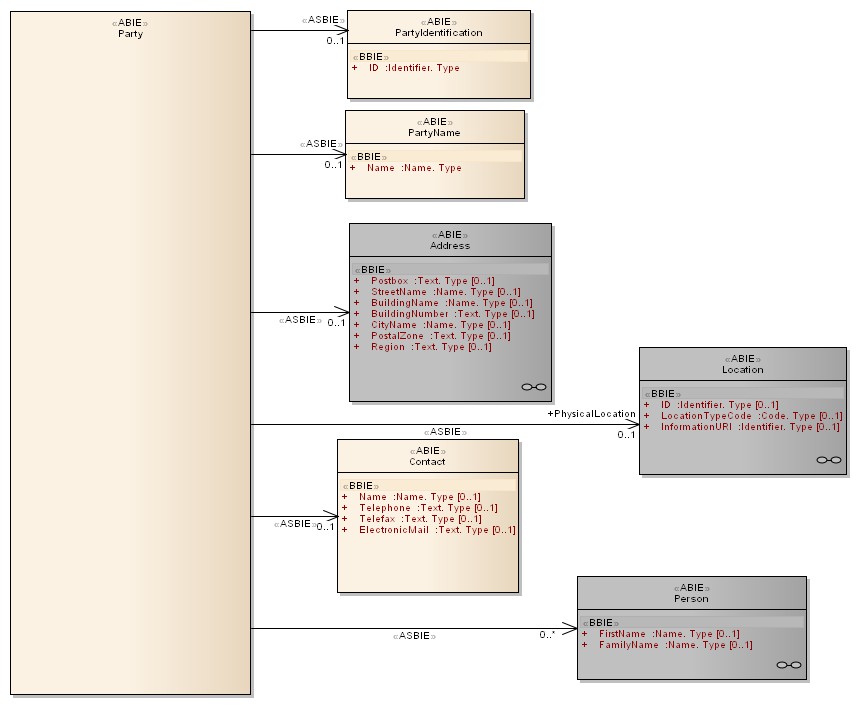 «ABIE»
Party
«ASBIE»
0..1
«ABIE»
PartyIdentification
«BBIE»
+ ID :Identifier. Type
«ASBIE»
0..1
«ABIE»
PartyName
«BBIE»
+ Name :Name. Type
«ASBIE»
0..1
«ABIE»
Address
«BBIE»
+ Postbox :Text. Type [0..1]
+ StreetName :Name. Type [0..1]
+ BuildingName :Name. Type [0..1]
+ BuildingNumber :Text. Type [0..1]
+ CityName :Name. Type [0..1]
+ PostalZone :Text. Type [0..1]
+ Region :Text. Type [0..1]
+PhysicalLocation
«ASBIE»
0..1
«ABIE»
Location
«BBIE»
+ ID :Identifier. Type [0..1]
+ LocationTypeCode :Code. Type [0..1]
+ InformationURI :Identifier. Type [0..1]
«ASBIE»
0..1
«ABIE»
Contact
«BBIE»
+ Name :Name. Type [0..1]
+ Telephone :Text. Type [0..1]
+ Telefax :Text. Type [0..1]
+ ElectronicMail :Text. Type [0..1]
«ASBIE»
0..*
«ABIE»
Person
«BBIE»
+ FirstName :Name. Type [0..1]
+ FamilyName :Name. Type [0..1]